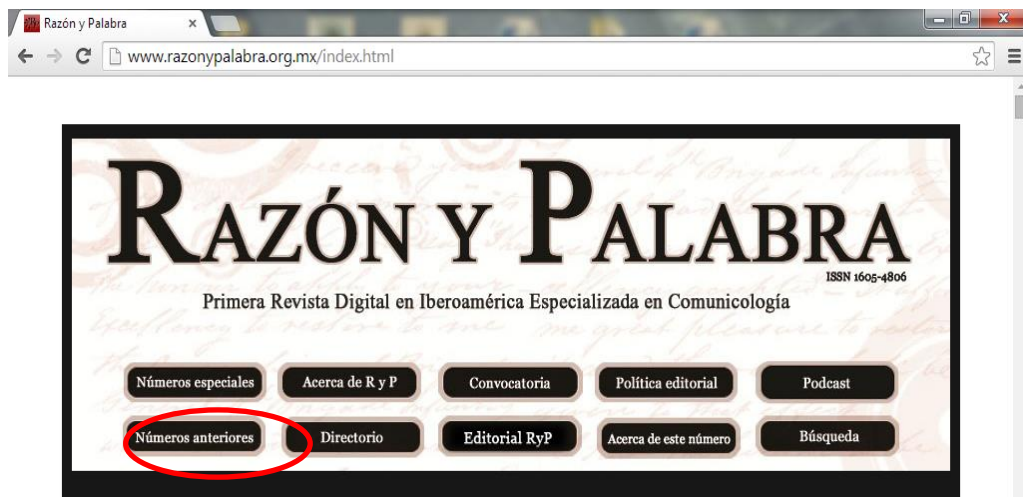 Razón y Palabra
www.razonypalabra.org.mx/index.html
RAZÓN Y PALABRA
ISSN 1605-4806
Primera Revista Digital en Iberoamérica Especializada en Comunicología
Números especiales Acerca de R y P Convocatoria Política editorial Podcast
Números anteriores Directorio Editorial RyP Acerca de este número Búsqueda